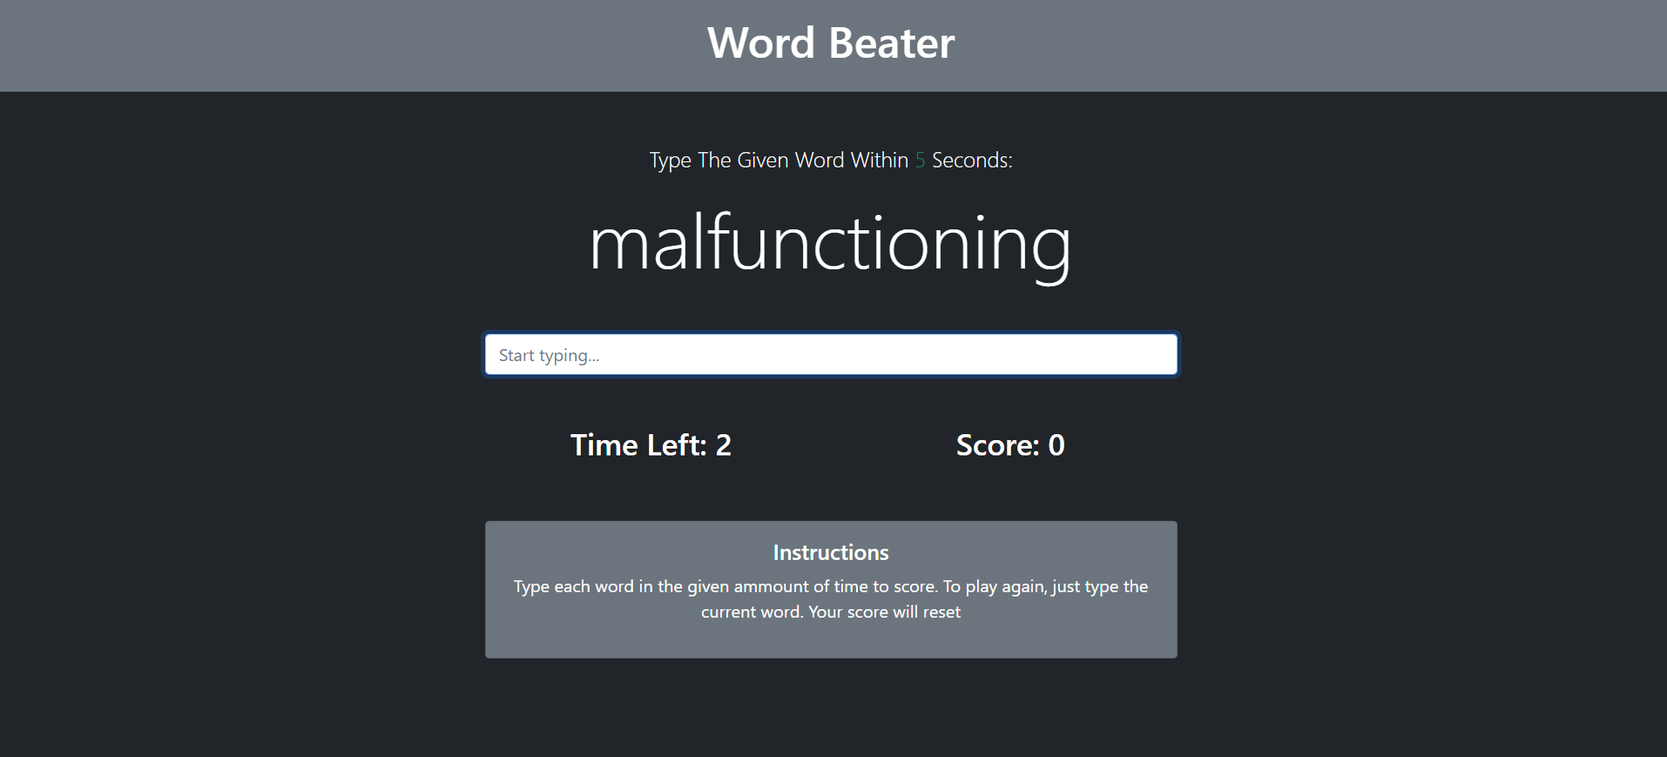 Word Beater
Type The Given Word Within 5 Seconds:
malfunctioning
Start typing...
Time Left: 2
Score: 0
Instructions
Type each word in the given ammount of time to score. To play again, just type the
current word. Your score will reset